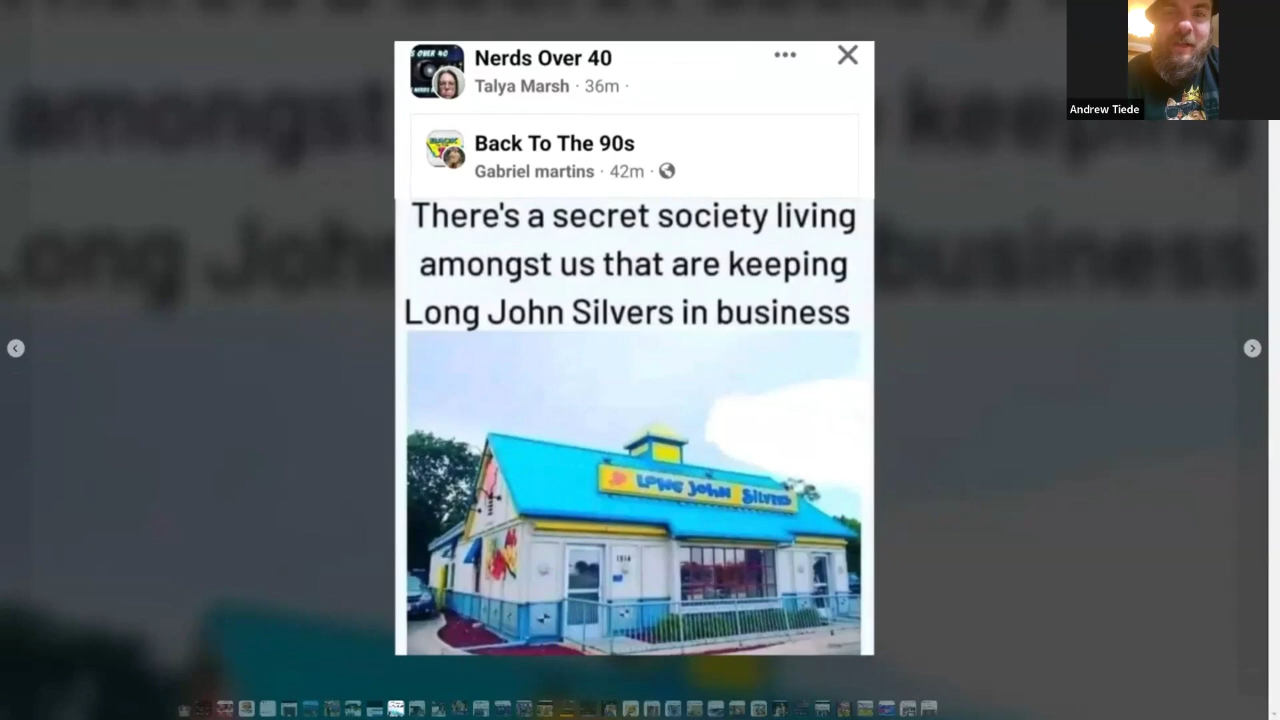 Nerds Over 40
Talya Marsh · 36m ·
Back To The 90s
Gabriel martins · 42m ·
There's a secret society living
amongst us that are keeping
Long John Silvers in business
LONG JOHN SILVERS
1514
Andrew Tiede